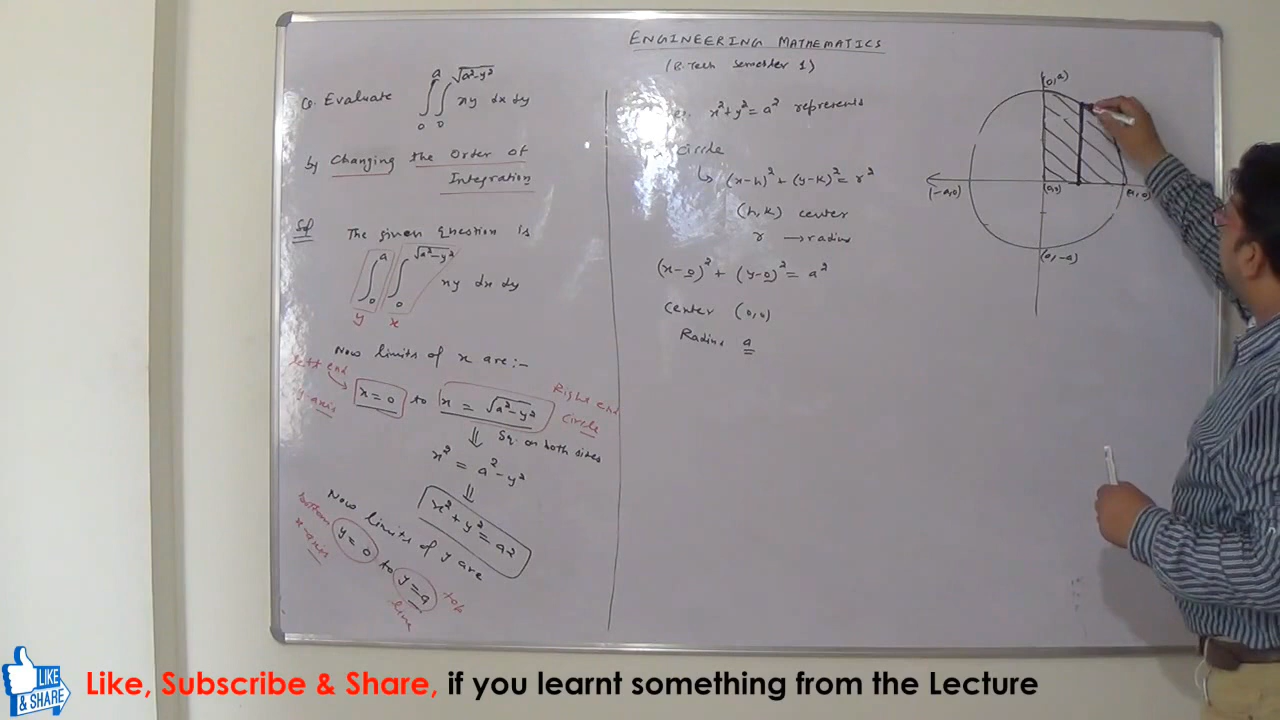 ENGINEERING MATHEMATICS
(B.Tech Semester 1)
Q. Evaluate ∫₀ᵃ ∫₀^√(a²-y²) xy dx dy
by Changing the Order of
Integration
Sol The given question is
∫₀ᵃ ∫₀^√(a²-y²) xy dx dy
y x
Now limits of x are:-
left end
x = 0 to x = √(a²-y²)
y axis
Right end
circle
⇓ Sq. on both sides
x² = a²-y²
⇓
x²+y² = a²
Now limits of y are
bottom
x-axis
y = 0 to y = a
top
line
x²+y² = a² represents
circle
↳ (x-h)² + (y-k)² = r²
(h,k) center
r → radius
(x-0)² + (y-0)² = a²
center (0,0)
Radius a
(0,a)
(-a,0)
(0,0)
(a,0)
(0,-a)
LIKE
& SHARE
Like, Subscribe & Share, if you learnt something from the Lecture